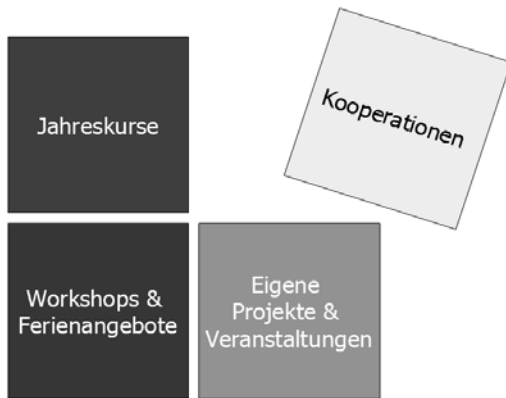 Jahreskurse
Kooperationen
Workshops &
Ferienangebote
Eigene
Projekte &
Veranstaltungen